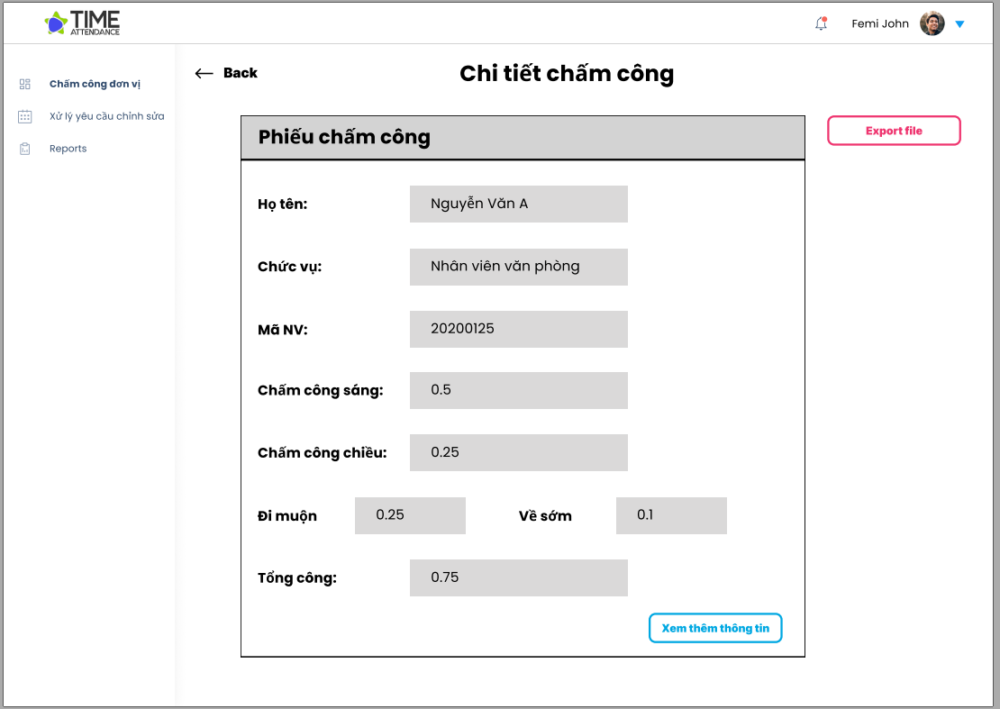 TIME
ATTENDANCE
Femi John
Chấm công đơn vị
Xử lý yêu cầu chỉnh sửa
Reports
Back
Chi tiết chấm công
Export file
Phiếu chấm công
Họ tên: Nguyễn Văn A
Chức vụ: Nhân viên văn phòng
Mã NV: 20200125
Chấm công sáng: 0.5
Chấm công chiều: 0.25
Đi muộn 0.25 Về sớm 0.1
Tổng công: 0.75
Xem thêm thông tin